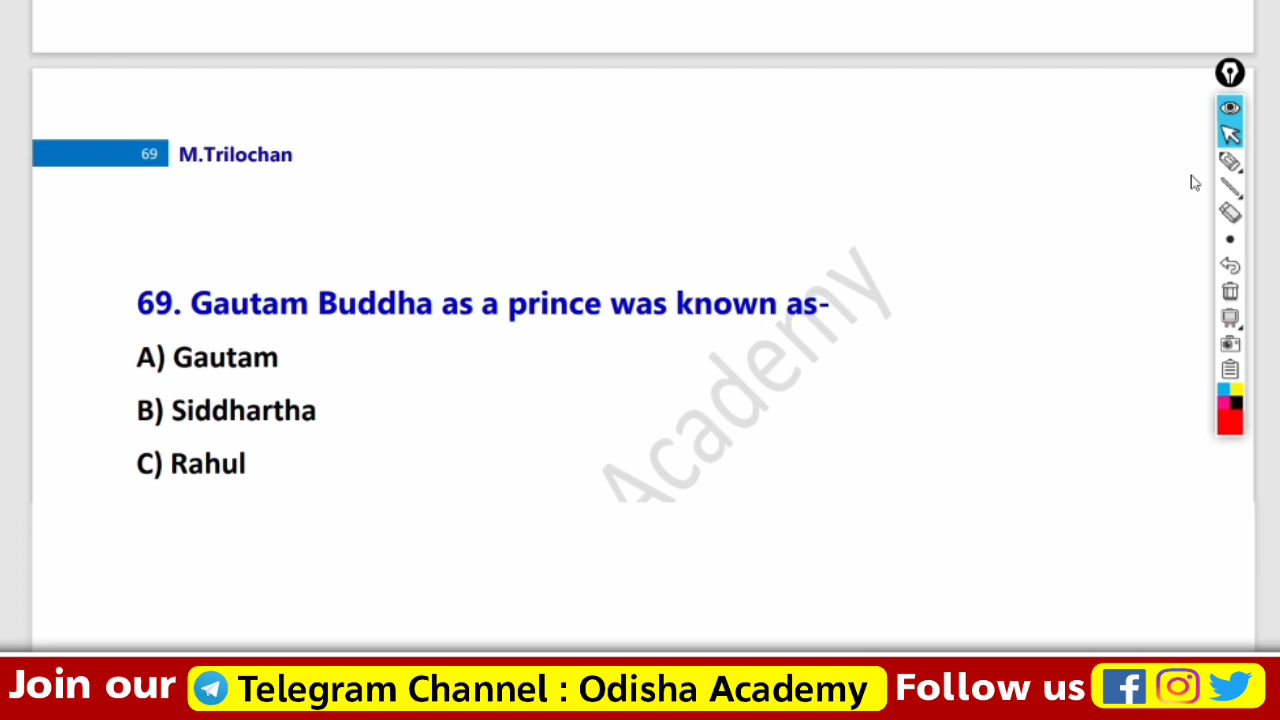 69 M.Trilochan
69. Gautam Buddha as a prince was known as-
A) Gautam
B) Siddhartha
C) Rahul
Academy
Join our Telegram Channel : Odisha Academy Follow us